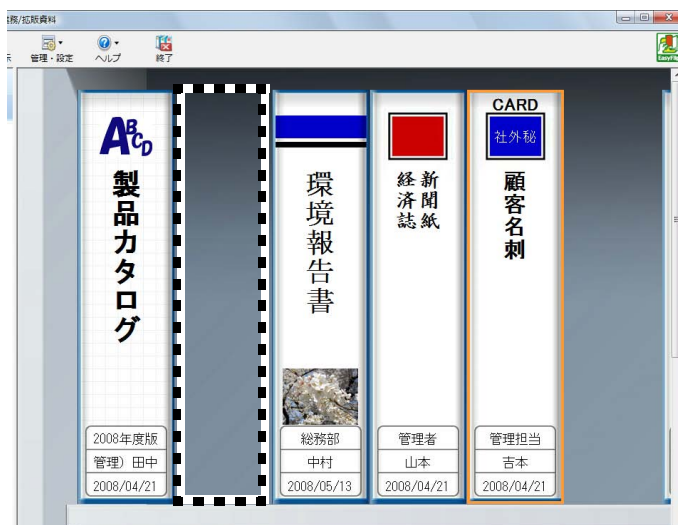 務/拡販資料
管理・設定
ヘルプ
終了
EasyFile
ABCD
製品カタログ
2008年度版
管理）田中
2008/04/21
環境報告書
総務部
中村
2008/05/13
新聞紙
経済誌
管理者
山本
2008/04/21
CARD
社外秘
顧客名刺
管理担当
吉本
2008/04/21